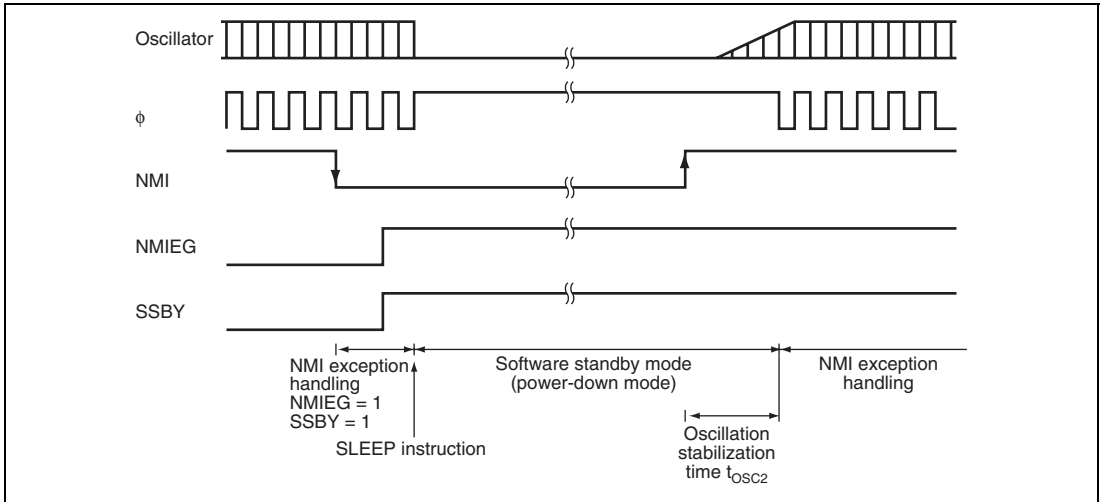 Oscillator
φ
NMI
NMIEG
SSBY
NMI exception
handling
NMIEG = 1
SSBY = 1
Software standby mode
(power-down mode)
NMI exception
handling
SLEEP instruction
Oscillation
stabilization
time tOSC2